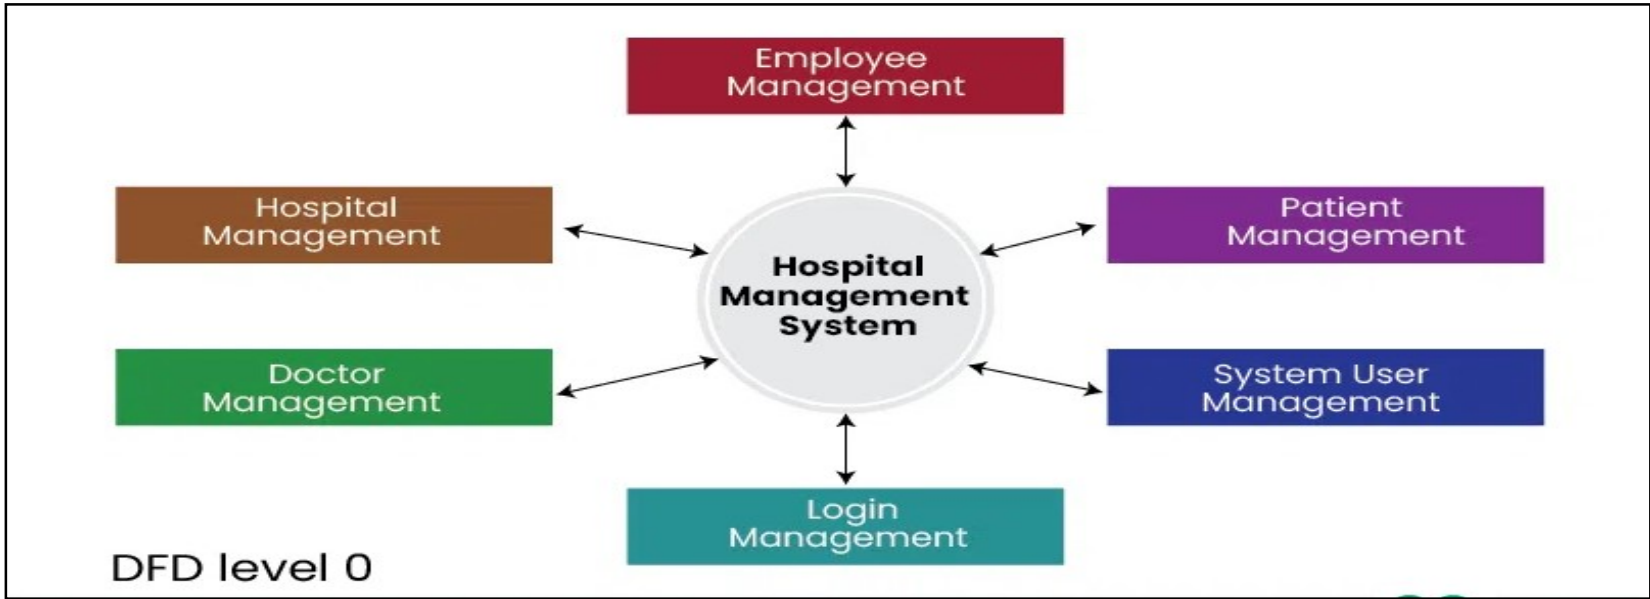 Employee
Management
Hospital
Management
Patient
Management
Hospital
Management
System
Doctor
Management
System User
Management
Login
Management
DFD level 0